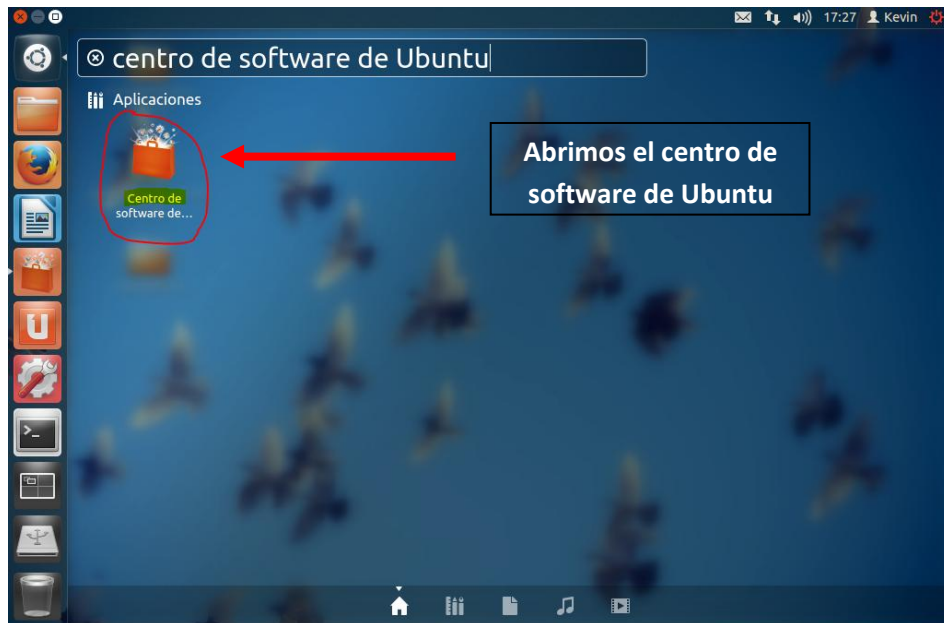 17:27 Kevin
centro de software de Ubuntu
Aplicaciones
Centro de
software de...
Abrimos el centro de
software de Ubuntu